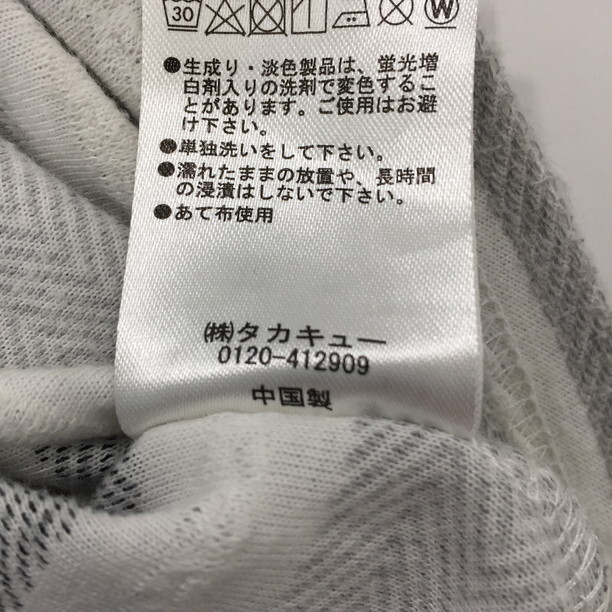 30 W
●生成り・淡色製品は、蛍光増
白剤入りの洗剤で変色するこ
とがあります。ご使用はお避
け下さい。
●単独洗いをして下さい。
●濡れたままの放置や、長時間
の浸漬はしないで下さい。
●あて布使用
㈱タカキュー
0120-412909
中国製